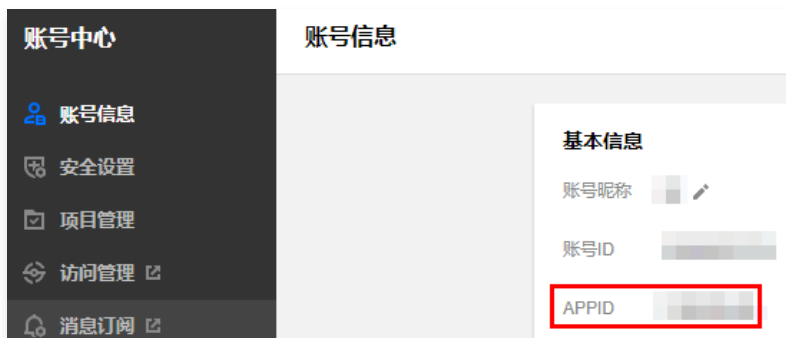 账号中心
账号信息
账号信息
安全设置
项目管理
访问管理
消息订阅
基本信息
账号昵称
账号ID
APPID